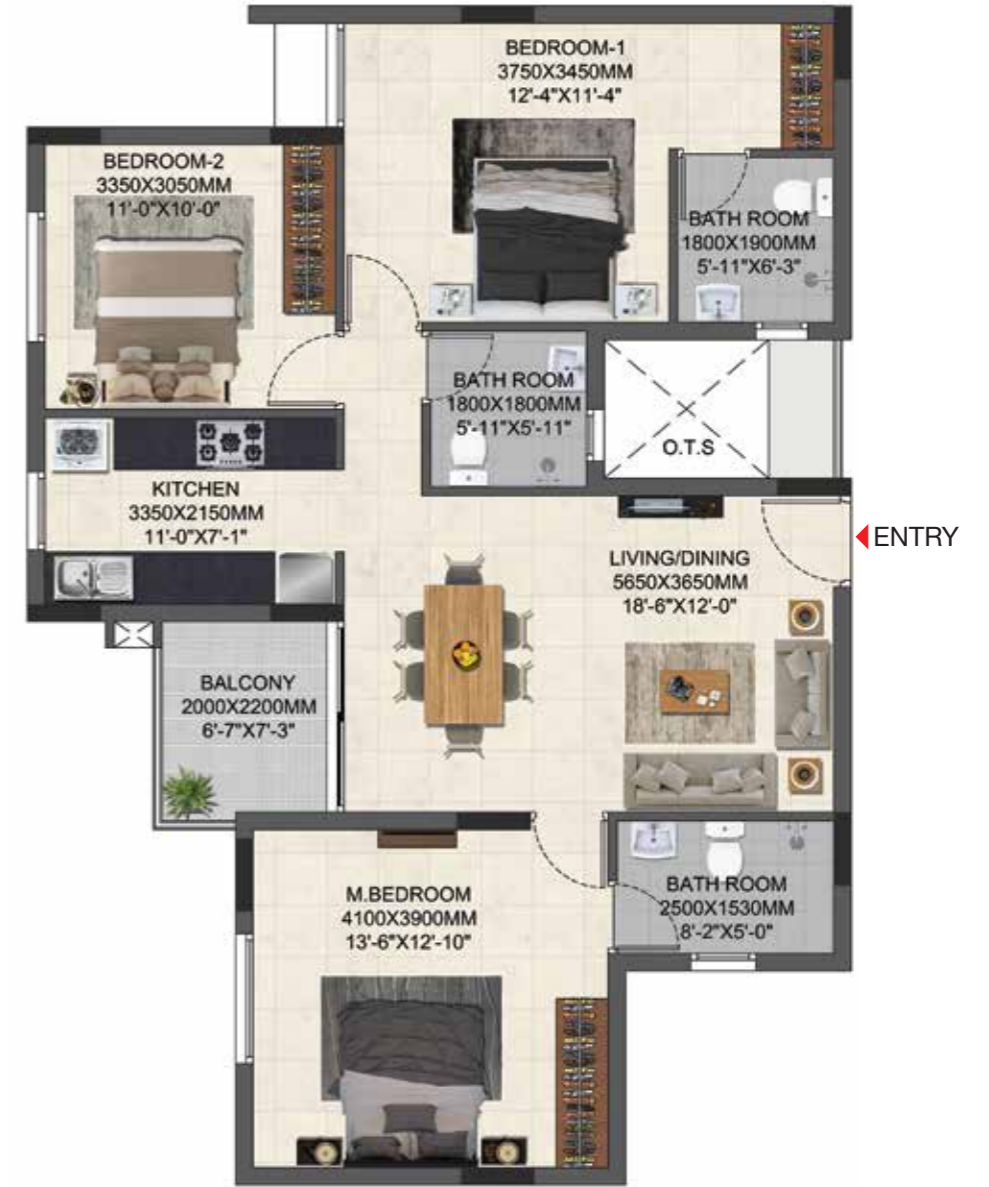 BEDROOM-1
3750X3450MM
12'-4"X11'-4"
BEDROOM-2
3350X3050MM
11'-0"X10'-0"
BATH ROOM
1800X1900MM
5'-11"X6'-3"
BATH ROOM
1800X1800MM
5'-11"X5'-11"
O.T.S
KITCHEN
3350X2150MM
11'-0"X7'-1"
ENTRY
LIVING/DINING
5650X3650MM
18'-6"X12'-0"
BALCONY
2000X2200MM
6'-7"X7'-3"
M.BEDROOM
4100X3900MM
13'-6"X12'-10"
BATH ROOM
2500X1530MM
8'-2"X5'-0"